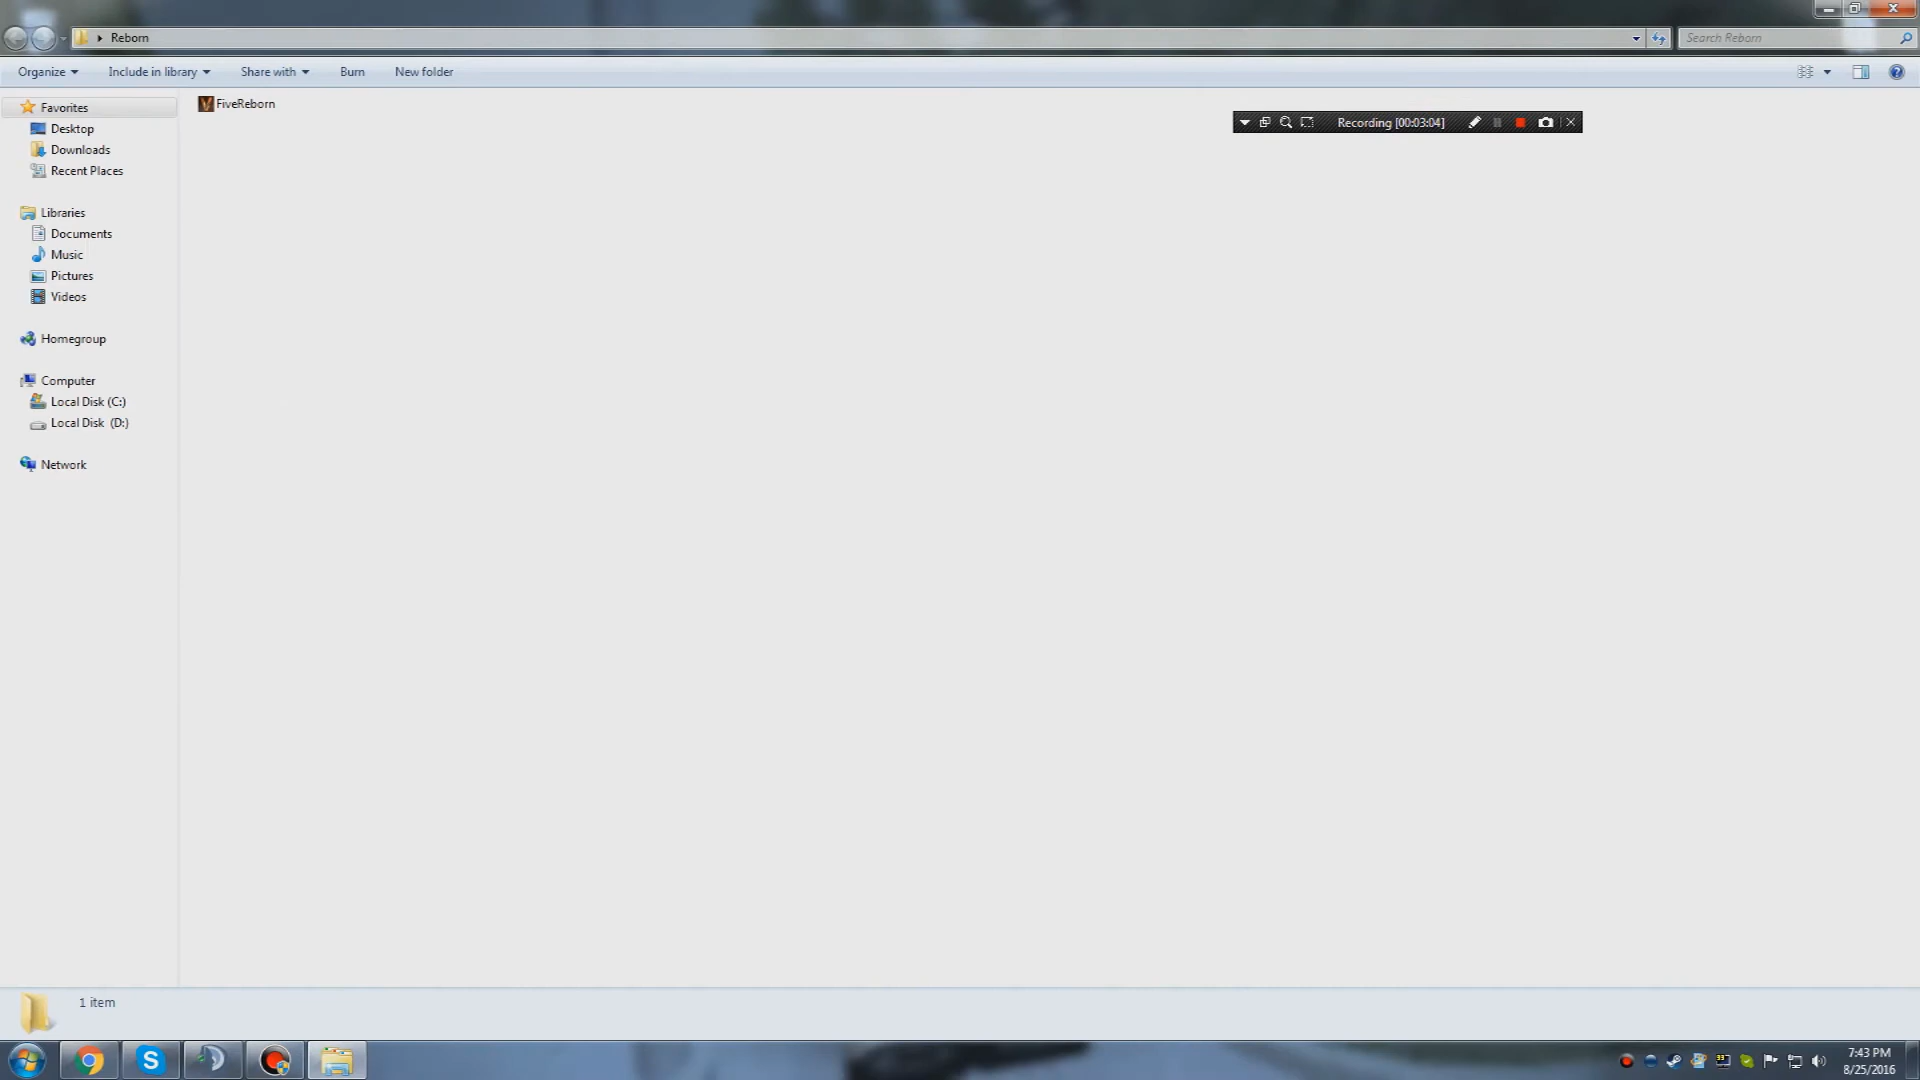 Reborn
Search Reborn
Organize Include in library Share with Burn New folder
Favorites
Desktop
Downloads
Recent Places
Libraries
Documents
Music
Pictures
Videos
Homegroup
Computer
Local Disk (C:)
Local Disk (D:)
Network
FiveReborn
Recording [00:03:04]
1 item
7:43 PM
8/25/2016